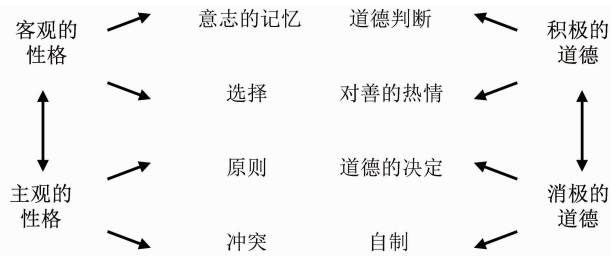 客观的
性格
意志的记忆
道德判断
积极的
道德
选择
对善的热情
主观的
性格
原则
道德的决定
消极的
道德
冲突
自制